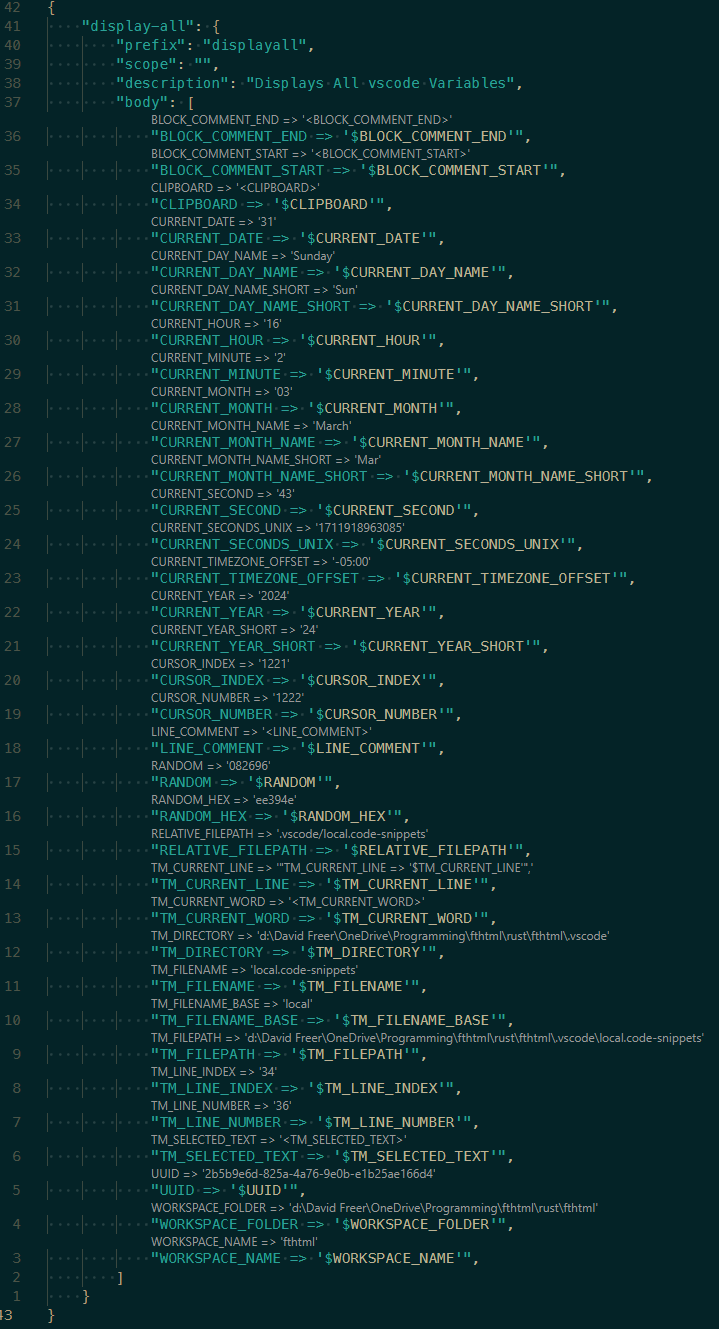 42 {
41 "display-all": {
40 "prefix": "displayall",
39 "scope": "",
38 "description": "Displays All vscode Variables",
37 "body": [
BLOCK_COMMENT_END => '<BLOCK_COMMENT_END>'
36 "BLOCK_COMMENT_END => '$BLOCK_COMMENT_END'",
BLOCK_COMMENT_START => '<BLOCK_COMMENT_START>'
35 "BLOCK_COMMENT_START => '$BLOCK_COMMENT_START'",
CLIPBOARD => '<CLIPBOARD>'
34 "CLIPBOARD => '$CLIPBOARD'",
CURRENT_DATE => '31'
33 "CURRENT_DATE => '$CURRENT_DATE'",
CURRENT_DAY_NAME => 'Sunday'
32 "CURRENT_DAY_NAME => '$CURRENT_DAY_NAME'",
CURRENT_DAY_NAME_SHORT => 'Sun'
31 "CURRENT_DAY_NAME_SHORT => '$CURRENT_DAY_NAME_SHORT'",
CURRENT_HOUR => '16'
30 "CURRENT_HOUR => '$CURRENT_HOUR'",
CURRENT_MINUTE => '2'
29 "CURRENT_MINUTE => '$CURRENT_MINUTE'",
CURRENT_MONTH => '03'
28 "CURRENT_MONTH => '$CURRENT_MONTH'",
CURRENT_MONTH_NAME => 'March'
27 "CURRENT_MONTH_NAME => '$CURRENT_MONTH_NAME'",
CURRENT_MONTH_NAME_SHORT => 'Mar'
26 "CURRENT_MONTH_NAME_SHORT => '$CURRENT_MONTH_NAME_SHORT'",
CURRENT_SECOND => '43'
25 "CURRENT_SECOND => '$CURRENT_SECOND'",
CURRENT_SECONDS_UNIX => '1711918963085'
24 "CURRENT_SECONDS_UNIX => '$CURRENT_SECONDS_UNIX'",
CURRENT_TIMEZONE_OFFSET => '-05:00'
23 "CURRENT_TIMEZONE_OFFSET => '$CURRENT_TIMEZONE_OFFSET'",
CURRENT_YEAR => '2024'
22 "CURRENT_YEAR => '$CURRENT_YEAR'",
CURRENT_YEAR_SHORT => '24'
21 "CURRENT_YEAR_SHORT => '$CURRENT_YEAR_SHORT'",
CURSOR_INDEX => '1221'
20 "CURSOR_INDEX => '$CURSOR_INDEX'",
CURSOR_NUMBER => '1222'
19 "CURSOR_NUMBER => '$CURSOR_NUMBER'",
LINE_COMMENT => '<LINE_COMMENT>'
18 "LINE_COMMENT => '$LINE_COMMENT'",
RANDOM => '082696'
17 "RANDOM => '$RANDOM'",
RANDOM_HEX => 'ee394e'
16 "RANDOM_HEX => '$RANDOM_HEX'",
RELATIVE_FILEPATH => '.vscode/local.code-snippets'
15 "RELATIVE_FILEPATH => '$RELATIVE_FILEPATH'",
TM_CURRENT_LINE => '"TM_CURRENT_LINE => '$TM_CURRENT_LINE'",'
14 "TM_CURRENT_LINE => '$TM_CURRENT_LINE'",
TM_CURRENT_WORD => '<TM_CURRENT_WORD>'
13 "TM_CURRENT_WORD => '$TM_CURRENT_WORD'",
TM_DIRECTORY => 'd:\David Freer\OneDrive\Programming\fthtml\rust\fthtml\.vscode'
12 "TM_DIRECTORY => '$TM_DIRECTORY'",
TM_FILENAME => 'local.code-snippets'
11 "TM_FILENAME => '$TM_FILENAME'",
TM_FILENAME_BASE => 'local'
10 "TM_FILENAME_BASE => '$TM_FILENAME_BASE'",
TM_FILEPATH => 'd:\David Freer\OneDrive\Programming\fthtml\rust\fthtml\.vscode\local.code-snippets'
9 "TM_FILEPATH => '$TM_FILEPATH'",
TM_LINE_INDEX => '34'
8 "TM_LINE_INDEX => '$TM_LINE_INDEX'",
TM_LINE_NUMBER => '36'
7 "TM_LINE_NUMBER => '$TM_LINE_NUMBER'",
TM_SELECTED_TEXT => '<TM_SELECTED_TEXT>'
6 "TM_SELECTED_TEXT => '$TM_SELECTED_TEXT'",
UUID => '2b5b9e6d-825a-4a76-9e0b-e1b25ae166d4'
5 "UUID => '$UUID'",
WORKSPACE_FOLDER => 'd:\David Freer\OneDrive\Programming\fthtml\rust\fthtml'
4 "WORKSPACE_FOLDER => '$WORKSPACE_FOLDER'",
WORKSPACE_NAME => 'fthtml'
3 "WORKSPACE_NAME => '$WORKSPACE_NAME'",
2 ]
1 }
43 }